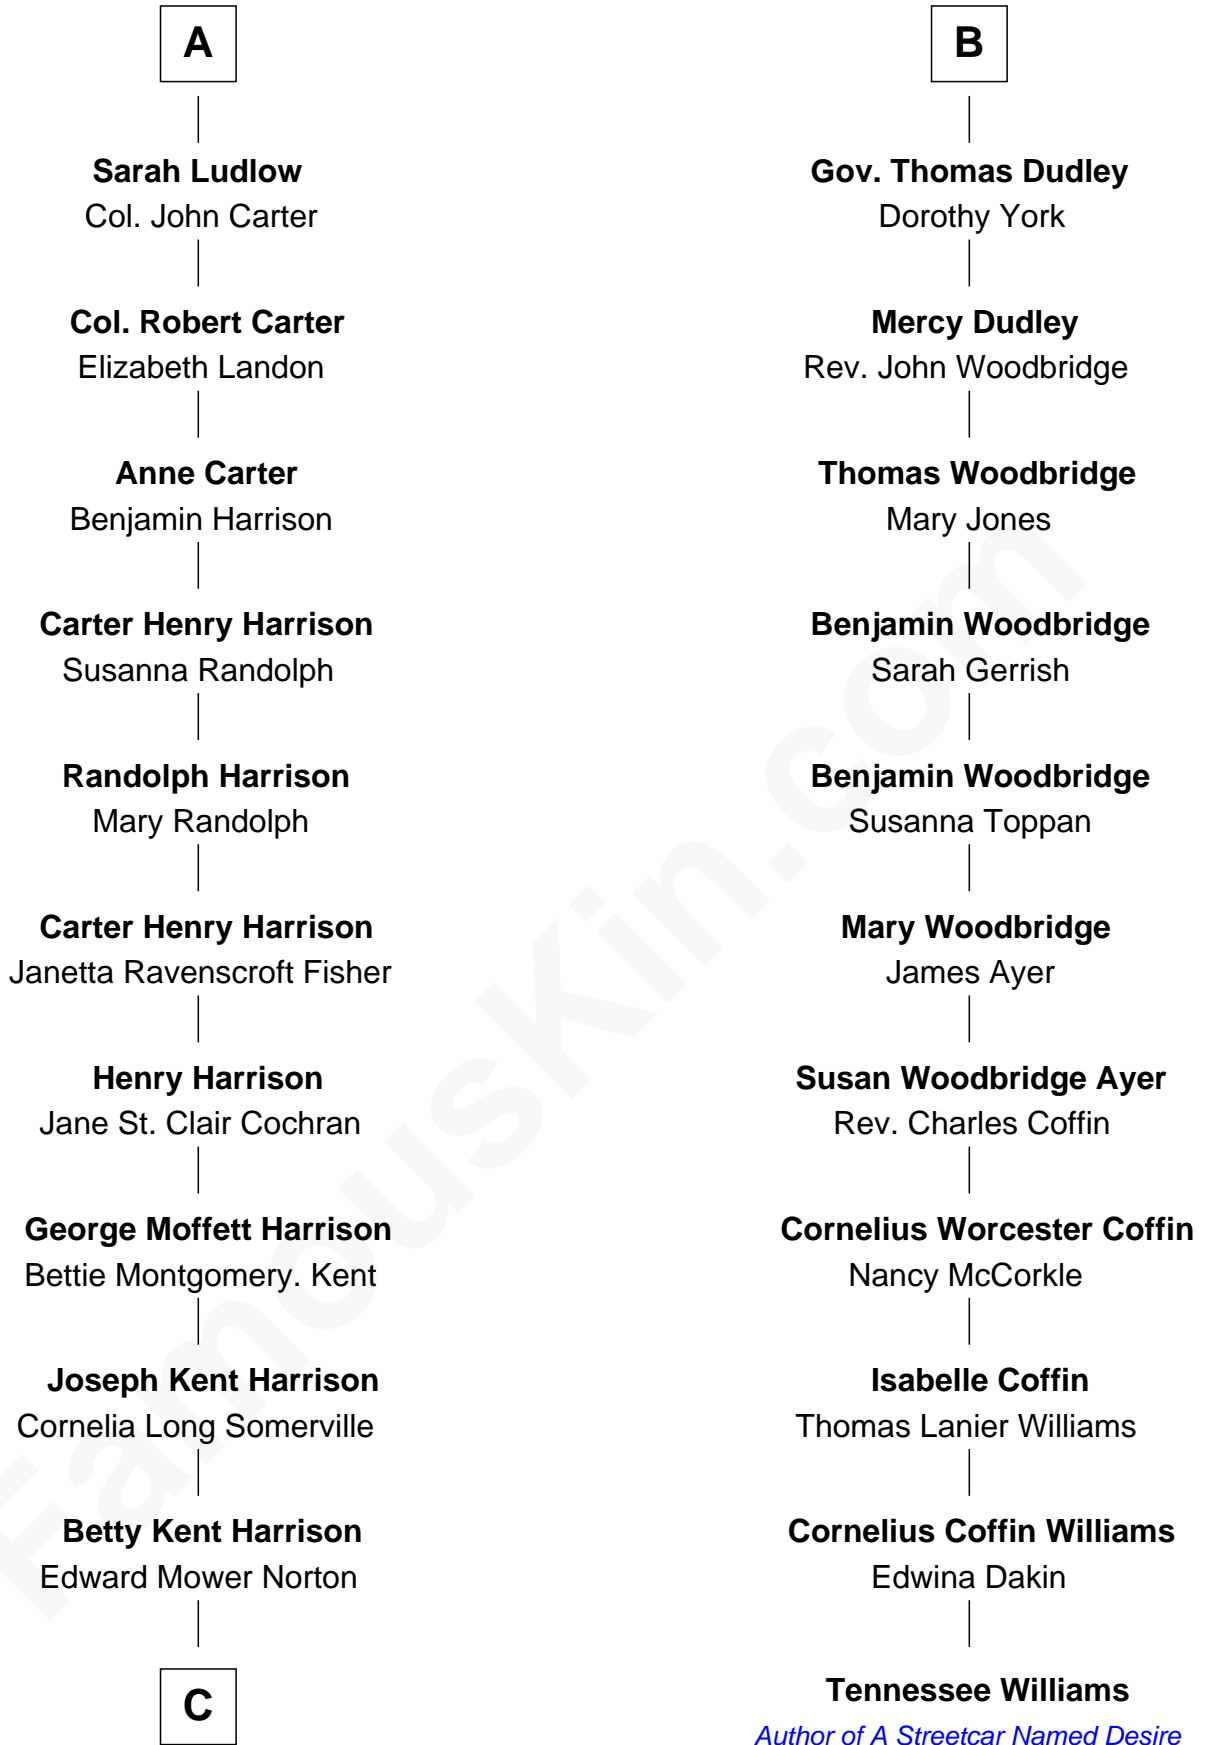 A
Sarah Ludlow
Col. John Carter
Col. Robert Carter
Elizabeth Landon
Anne Carter
Benjamin Harrison
Carter Henry Harrison
Susanna Randolph
Randolph Harrison
Mary Randolph
Carter Henry Harrison
Janetta Ravenscroft Fisher
Henry Harrison
Jane St. Clair Cochran
George Moffett Harrison
Bettie Montgomery. Kent
Joseph Kent Harrison
Cornelia Long Somerville
Betty Kent Harrison
Edward Mower Norton
C
B
Gov. Thomas Dudley
Dorothy York
Mercy Dudley
Rev. John Woodbridge
Thomas Woodbridge
Mary Jones
Benjamin Woodbridge
Sarah Gerrish
Benjamin Woodbridge
Susanna Toppan
Mary Woodbridge
James Ayer
Susan Woodbridge Ayer
Rev. Charles Coffin
Cornelius Worcester Coffin
Nancy McCorkle
Isabelle Coffin
Thomas Lanier Williams
Cornelius Coffin Williams
Edwina Dakin
Tennessee Williams
Author of A Streetcar Named Desire
FamousKin.com